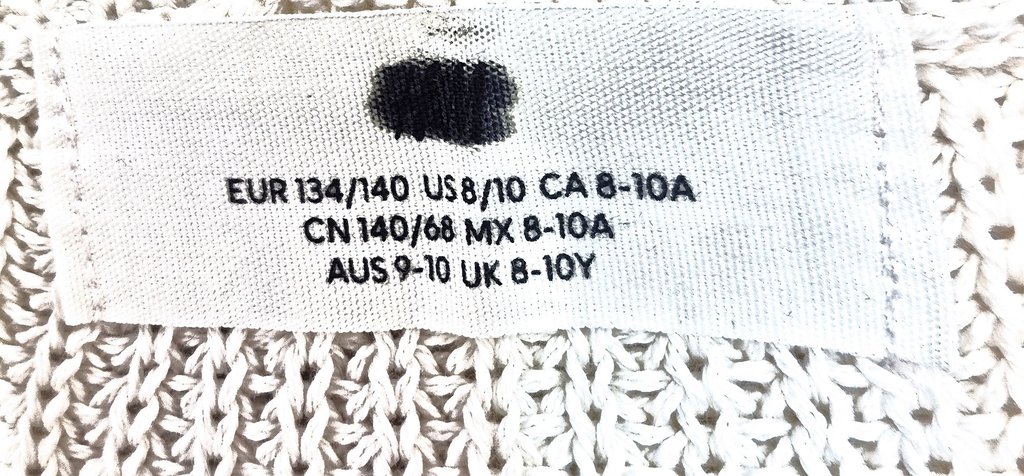 EUR 134/140 US 8/10 CA 8-10A
CN 140/68 MX 8-10A
AUS 9-10 UK 8-10Y